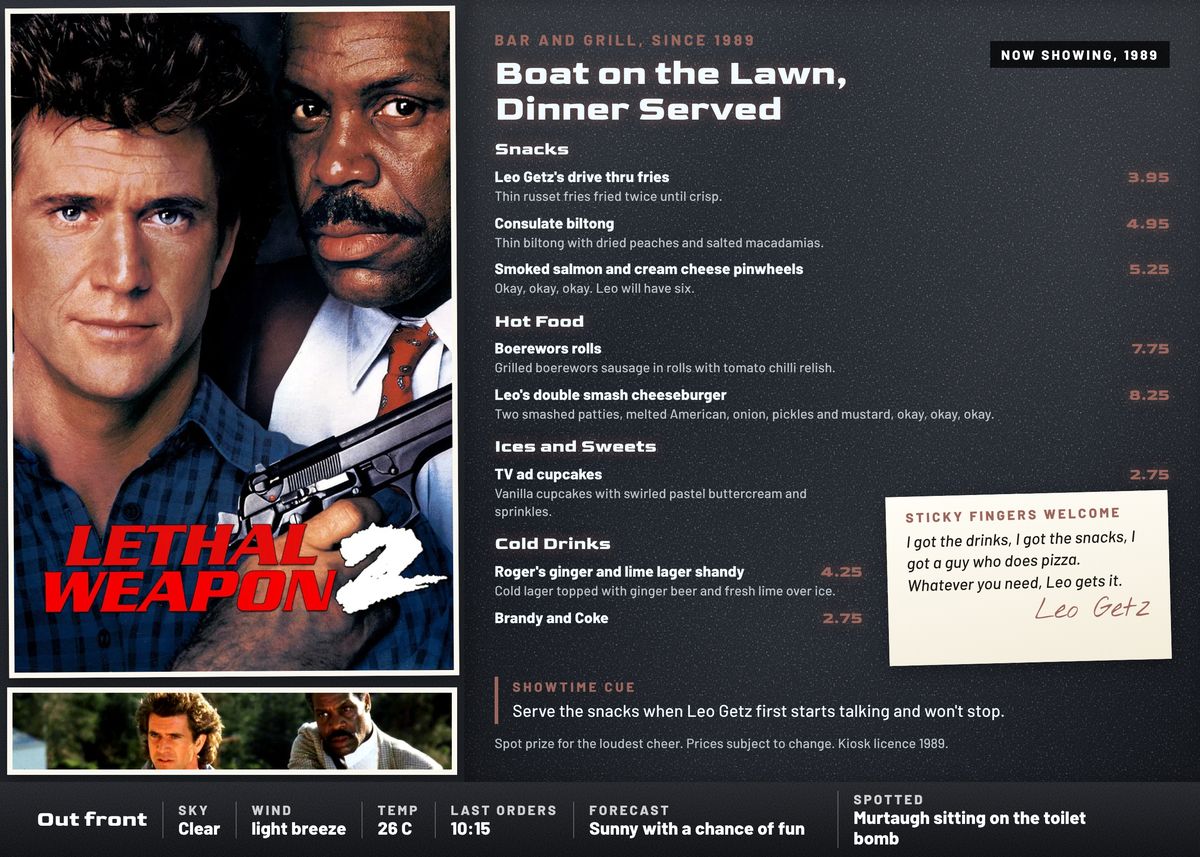 LETHAL
WEAPON 2
BAR AND GRILL, SINCE 1989
NOW SHOWING, 1989
Boat on the Lawn,
Dinner Served
Snacks
Leo Getz's drive thru fries 3.95
Thin russet fries fried twice until crisp.
Consulate biltong 4.95
Thin biltong with dried peaches and salted macadamias.
Smoked salmon and cream cheese pinwheels 5.25
Okay, okay, okay. Leo will have six.
Hot Food
Boerewors rolls 7.75
Grilled boerewors sausage in rolls with tomato chilli relish.
Leo's double smash cheeseburger 8.25
Two smashed patties, melted American, onion, pickles and mustard, okay, okay, okay.
Ices and Sweets
TV ad cupcakes 2.75
Vanilla cupcakes with swirled pastel buttercream and
sprinkles.
Cold Drinks
Roger's ginger and lime lager shandy 4.25
Cold lager topped with ginger beer and fresh lime over ice.
Brandy and Coke 2.75
STICKY FINGERS WELCOME
I got the drinks, I got the snacks, I
got a guy who does pizza.
Whatever you need, Leo gets it.
Leo Getz
SHOWTIME CUE
Serve the snacks when Leo Getz first starts talking and won't stop.
Spot prize for the loudest cheer. Prices subject to change. Kiosk licence 1989.
Out front
SKY
Clear
WIND
light breeze
TEMP
26 C
LAST ORDERS
10:15
FORECAST
Sunny with a chance of fun
SPOTTED
Murtaugh sitting on the toilet
bomb